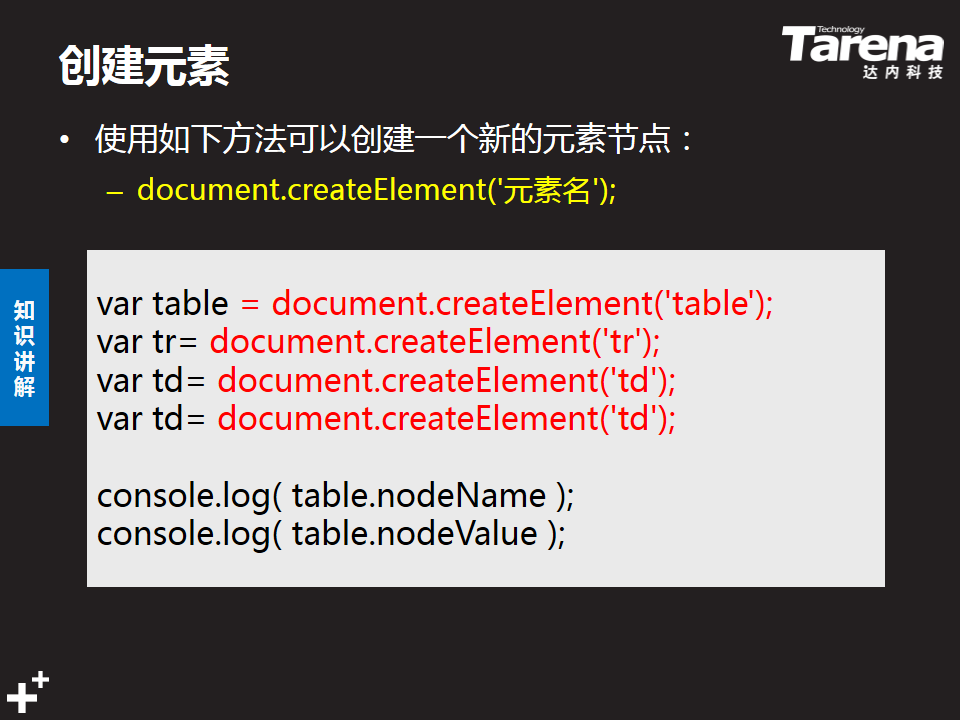 创建元素
Technology
Tarena
达内科技
• 使用如下方法可以创建一个新的元素节点：
– document.createElement('元素名');
知
识
讲
解
var table = document.createElement('table');
var tr= document.createElement('tr');
var td= document.createElement('td');
var td= document.createElement('td');
console.log( table.nodeName );
console.log( table.nodeValue );